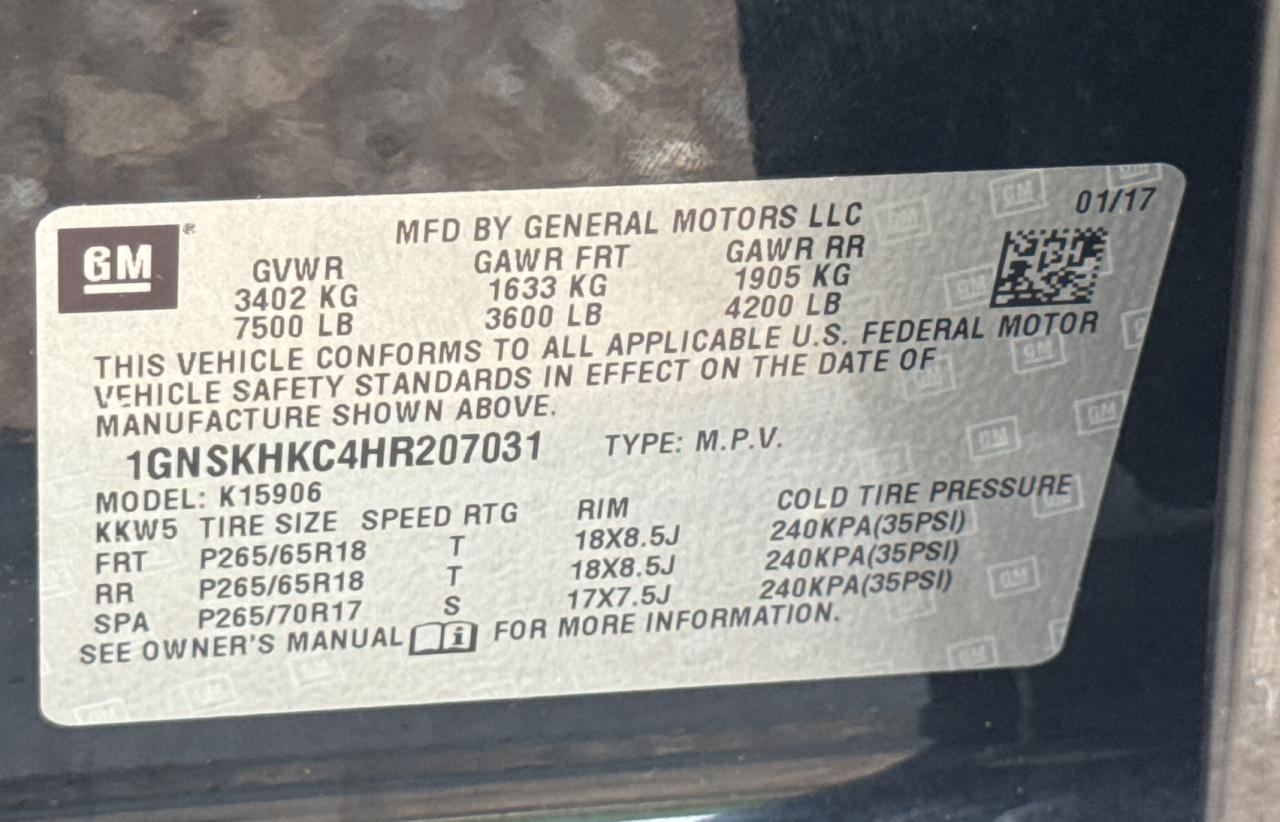 GM ®
MFD BY GENERAL MOTORS LLC
01/17
GVWR GAWR FRT GAWR RR
3402 KG 1633 KG 1905 KG
7500 LB 3600 LB 4200 LB
THIS VEHICLE CONFORMS TO ALL APPLICABLE U.S. FEDERAL MOTOR
VEHICLE SAFETY STANDARDS IN EFFECT ON THE DATE OF
MANUFACTURE SHOWN ABOVE.
1GNSKHKC4HR207031 TYPE: M.P.V.
MODEL: K15906
KKW5 TIRE SIZE SPEED RTG RIM COLD TIRE PRESSURE
FRT P265/65R18 T 18X8.5J 240KPA(35PSI)
RR P265/65R18 T 18X8.5J 240KPA(35PSI)
SPA P265/70R17 S 17X7.5J 240KPA(35PSI)
SEE OWNER'S MANUAL i FOR MORE INFORMATION.